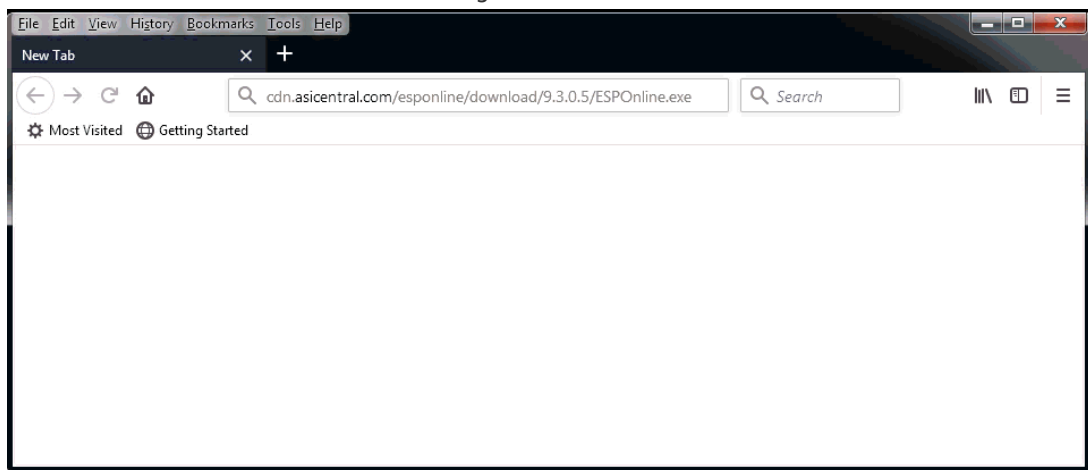 File Edit View History Bookmarks Tools Help
New Tab
cdn.asicentral.com/esponline/download/9.3.0.5/ESPOnline.exe Search
Most Visited Getting Started